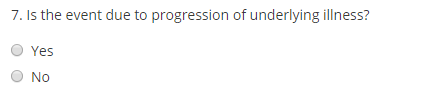 7. Is the event due to progression of underlying illness?
Yes
No